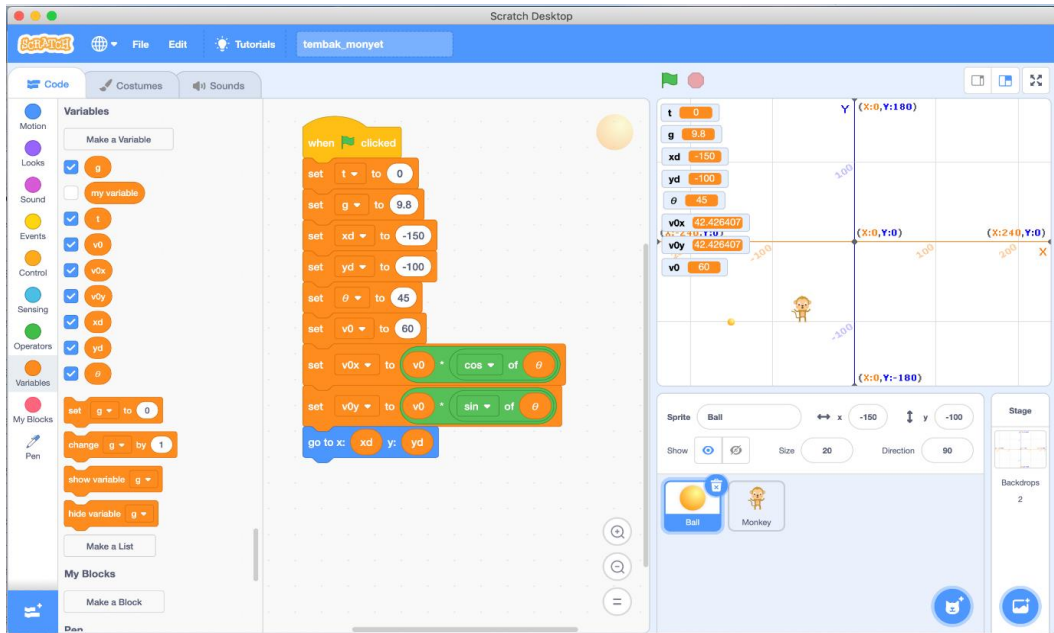 Scratch Desktop
SCRATCH File Edit Tutorials tembak_monyet
Code Costumes Sounds
Motion
Looks
Sound
Events
Control
Sensing
Operators
Variables
My Blocks
Pen
Variables
Make a Variable
g
my variable
t
v0
v0x
v0y
xd
yd
θ
set g to 0
change g by 1
show variable g
hide variable g
Make a List
My Blocks
Make a Block
Pen
when clicked
set t to 0
set g to 9.8
set xd to -150
set yd to -100
set θ to 45
set v0 to 60
set v0x to v0 * cos of θ
set v0y to v0 * sin of θ
go to x: xd y: yd
t 0
g 9.8
xd -150
yd -100
θ 45
v0x 42.426407
v0y 42.426407
v0 60
Y (X:0,Y:180)
100
(X:-240,Y:0) (X:0,Y:0) (X:240,Y:0)
-200 100 200 X
-200
(X:0,Y:-180)
Sprite Ball x -150 y -100
Show Size 20 Direction 90
Ball Monkey
Stage
Backdrops
2